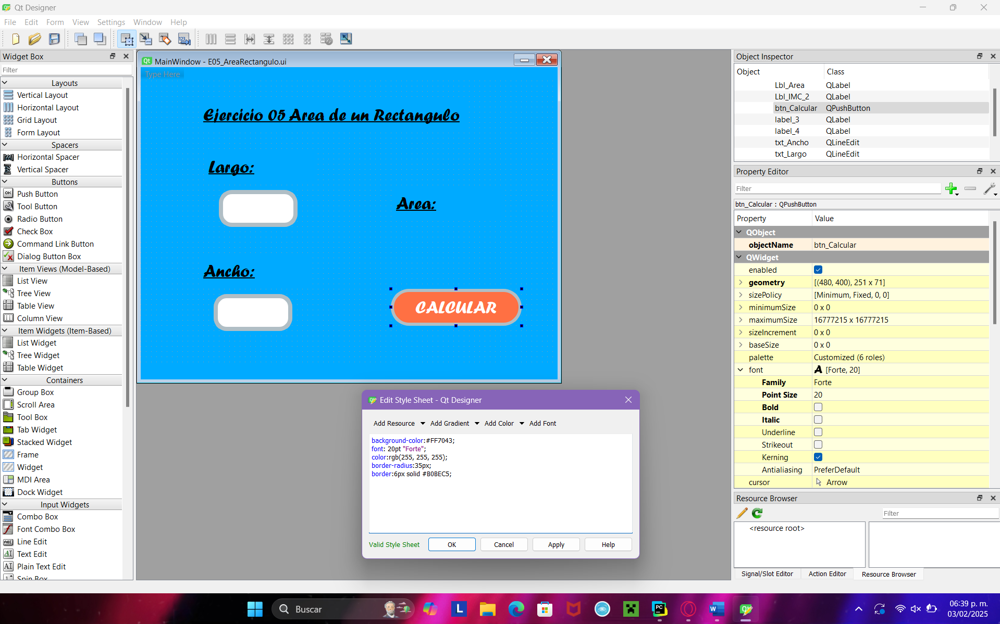 Qt Designer
File Edit Form View Settings Window Help
Widget Box
Filter
Layouts
Vertical Layout
Horizontal Layout
Grid Layout
Form Layout
Spacers
Horizontal Spacer
Vertical Spacer
Buttons
Push Button
Tool Button
Radio Button
Check Box
Command Link Button
Dialog Button Box
Item Views (Model-Based)
List View
Tree View
Table View
Column View
Item Widgets (Item-Based)
List Widget
Tree Widget
Table Widget
Containers
Group Box
Scroll Area
Tool Box
Tab Widget
Stacked Widget
Frame
Widget
MDI Area
Dock Widget
Input Widgets
Combo Box
Font Combo Box
Line Edit
Text Edit
Plain Text Edit
Spin Box
MainWindow - E05_AreaRectangulo.ui
Type Here
Ejercicio 05 Area de un Rectangulo
Largo:
Area:
Ancho:
CALCULAR
Edit Style Sheet - Qt Designer
Add Resource Add Gradient Add Color Add Font
background-color:#FF7043;
font: 20pt "Forte";
color:rgb(255, 255, 255);
border-radius:35px;
border:6px solid #B0BEC5;
Valid Style Sheet OK Cancel Apply Help
Object Inspector
Object Class
Lbl_Area QLabel
Lbl_IMC_2 QLabel
btn_Calcular QPushButton
label_3 QLabel
label_4 QLabel
txt_Ancho QLineEdit
txt_Largo QLineEdit
Property Editor
Filter
btn_Calcular : QPushButton
Property Value
QObject
objectName btn_Calcular
QWidget
enabled
geometry [(480, 400), 251 x 71]
sizePolicy [Minimum, Fixed, 0, 0]
minimumSize 0 x 0
maximumSize 16777215 x 16777215
sizeIncrement 0 x 0
baseSize 0 x 0
palette Customized (6 roles)
font A [Forte, 20]
Family Forte
Point Size 20
Bold
Italic
Underline
Strikeout
Kerning
Antialiasing PreferDefault
cursor Arrow
Resource Browser
Filter
<resource root>
Signal/Slot Editor Action Editor Resource Browser
Buscar
06:39 p. m.
03/02/2025